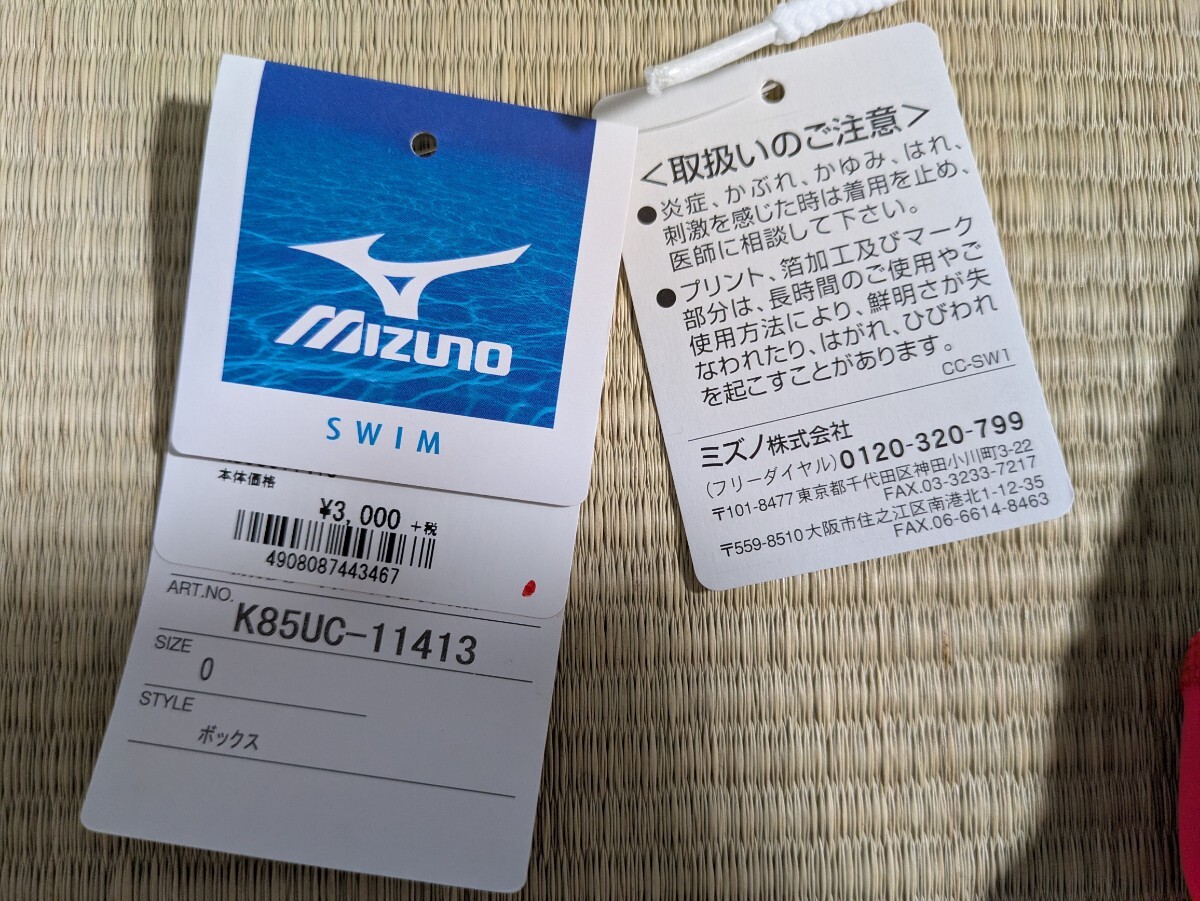 MIZUNO
SWIM
本体価格
¥3,000 +税
4908087443467
ART.NO.
K85UC-11413
SIZE
0
STYLE
ボックス
<取扱いのご注意>
●炎症、かぶれ、かゆみ、はれ、
刺激を感じた時は着用を止め、
医師に相談して下さい。
●プリント、箔加工及びマーク
部分は、長時間のご使用やご
使用方法により、鮮明さが失
なわれたり、はがれ、ひびわれ
を起こすことがあります。
CC-SW1
ミズノ株式会社
(フリーダイヤル)0120-320-799
〒101-8477 東京都千代田区神田小川町3-22
FAX.03-3233-7217
〒559-8510 大阪市住之江区南港北1-12-35
FAX.06-6614-8463